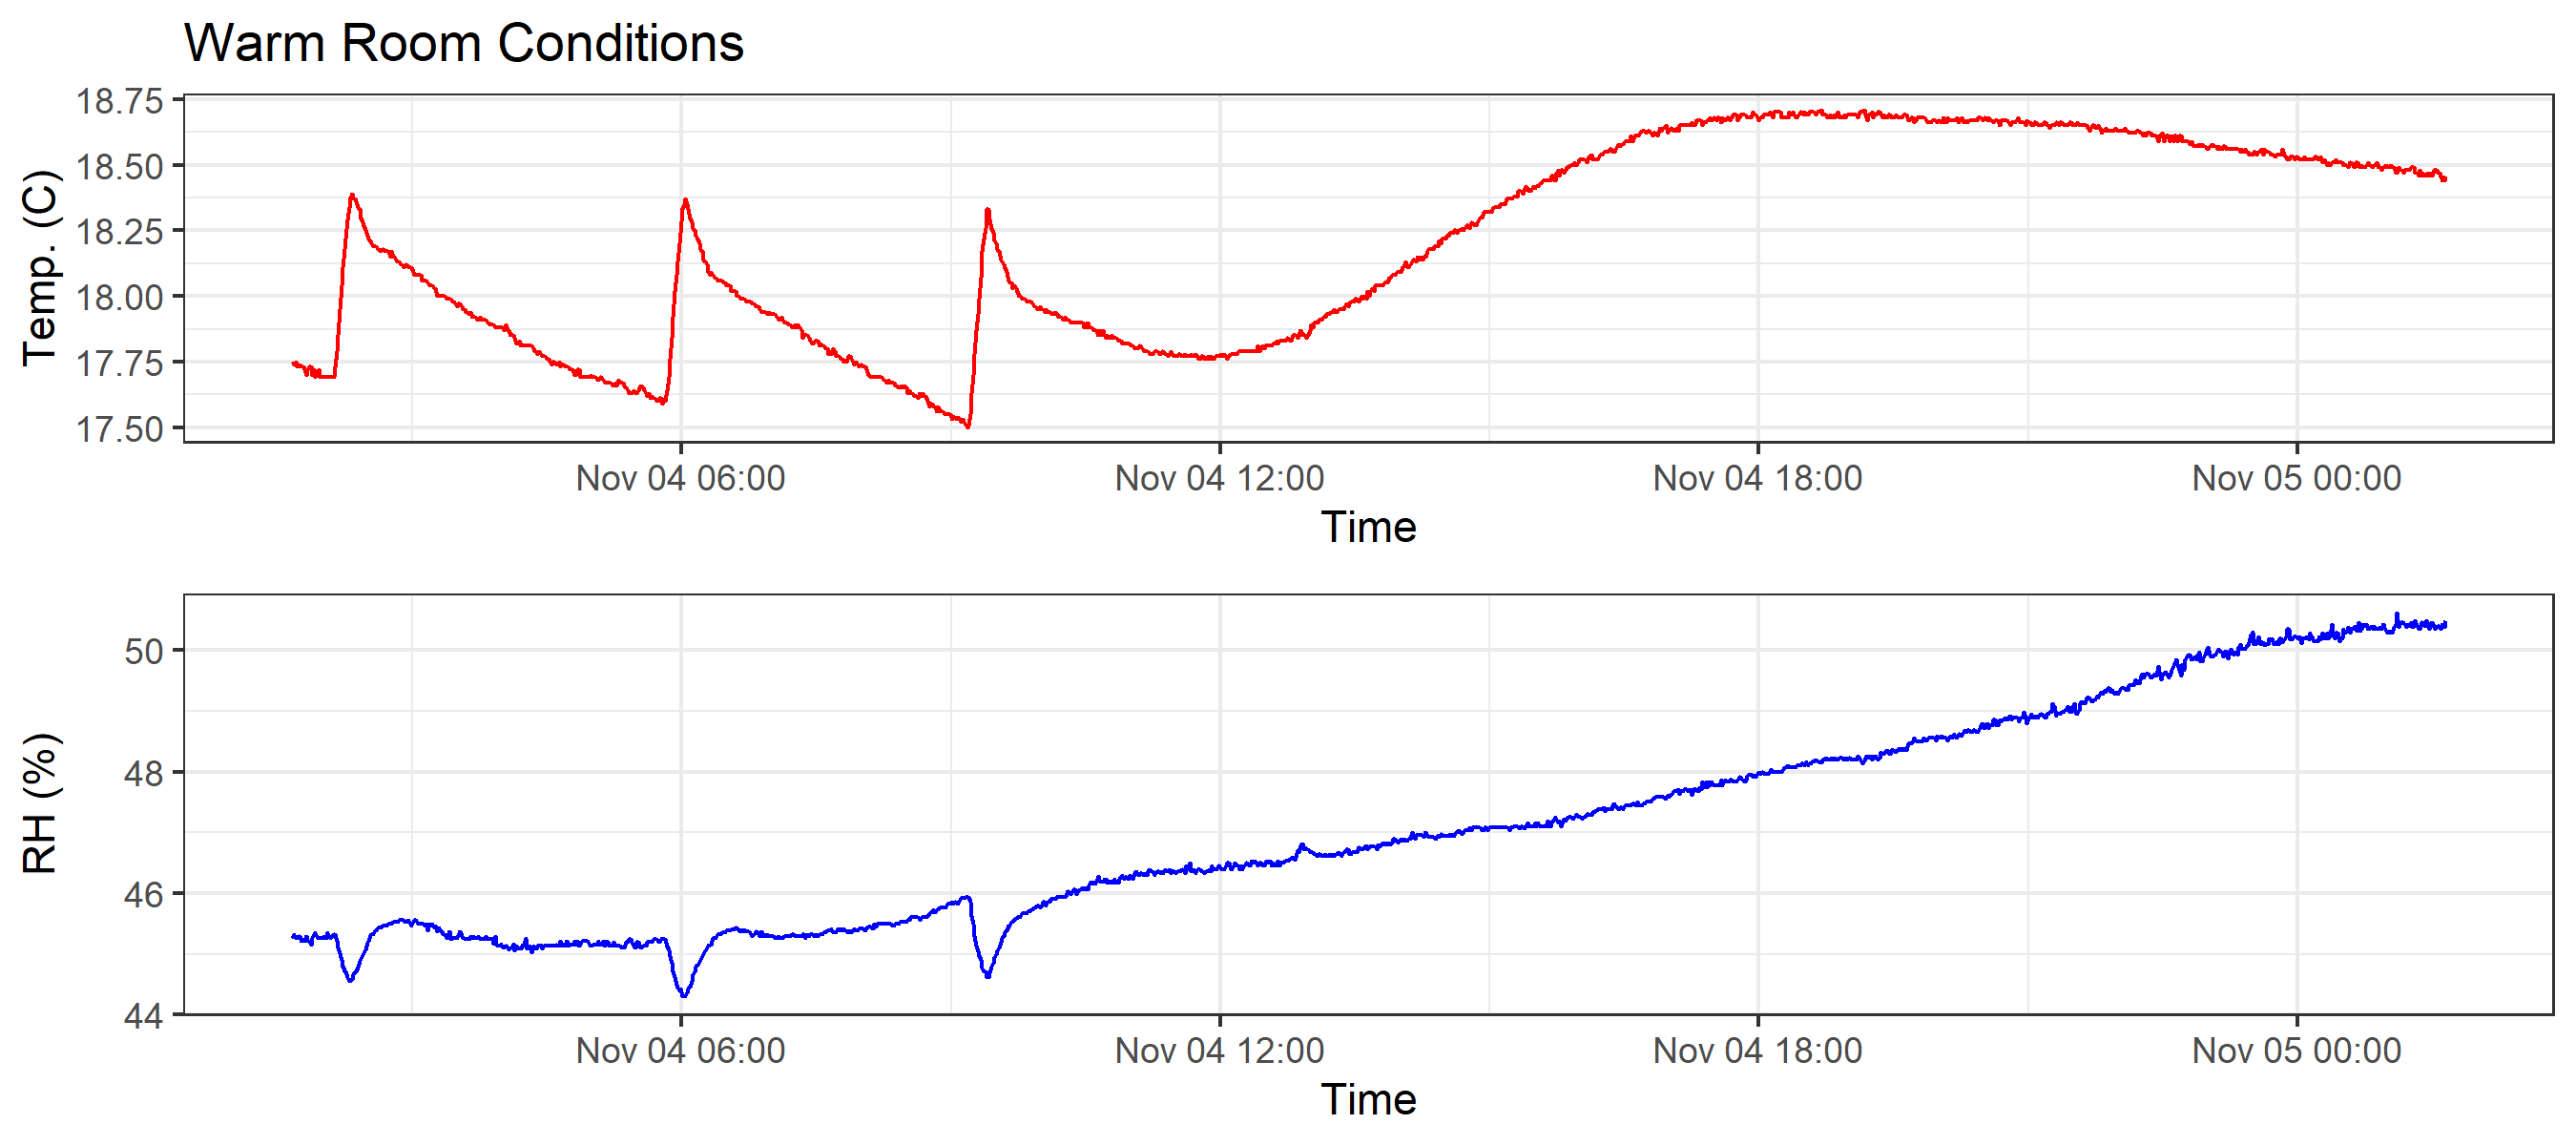 Warm Room Conditions
18.75
18.50
18.25
18.00
17.75
17.50
Temp. (C)
Nov 04 06:00 Nov 04 12:00 Nov 04 18:00 Nov 05 00:00
Time
50
48
46
44
RH (%)
Nov 04 06:00 Nov 04 12:00 Nov 04 18:00 Nov 05 00:00
Time